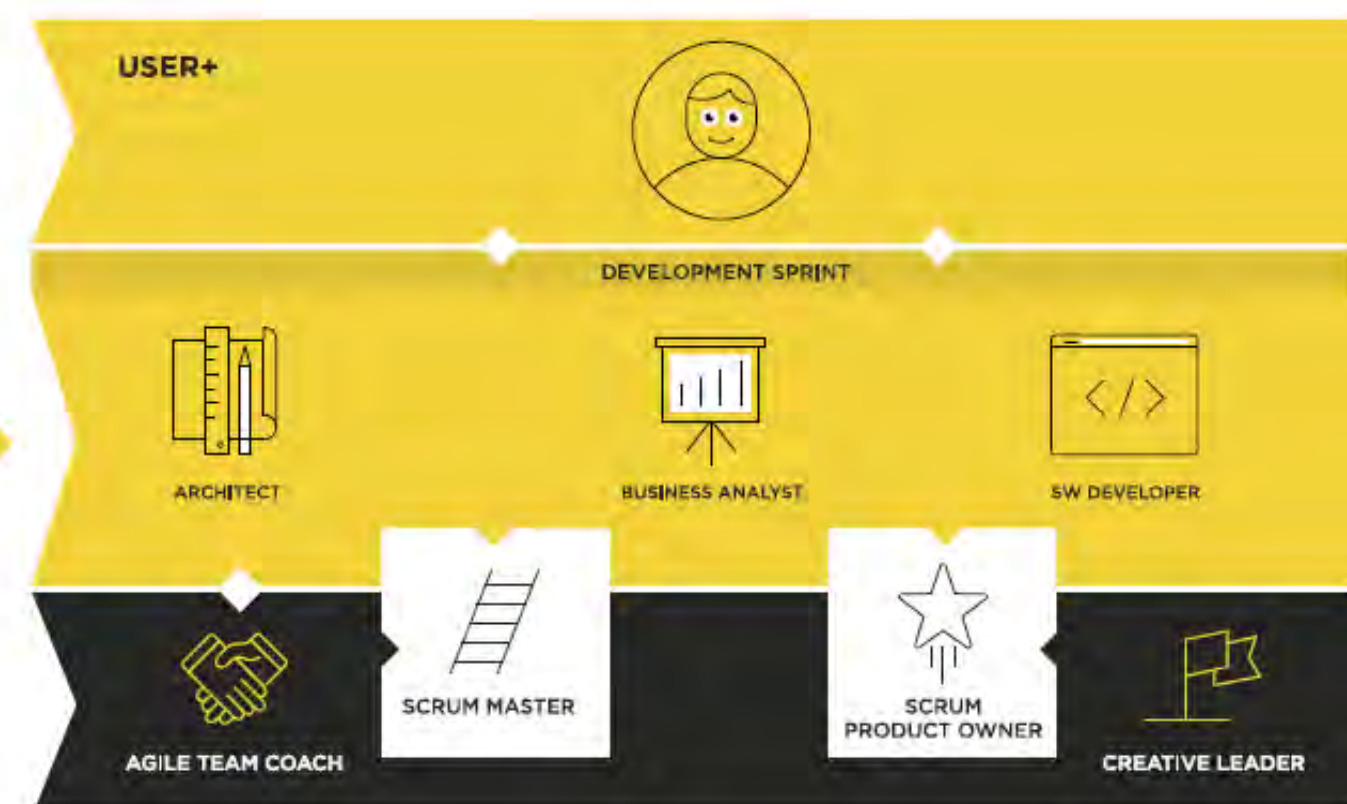 USER+
DEVELOPMENT SPRINT
ARCHITECT
BUSINESS ANALYST
SW DEVELOPER
SCRUM MASTER
SCRUM
PRODUCT OWNER
AGILE TEAM COACH
CREATIVE LEADER